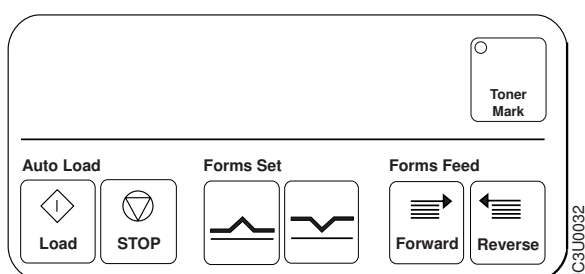 Toner
Mark
Auto Load
Forms Set
Forms Feed
Load
STOP
Forward
Reverse
C3U0032